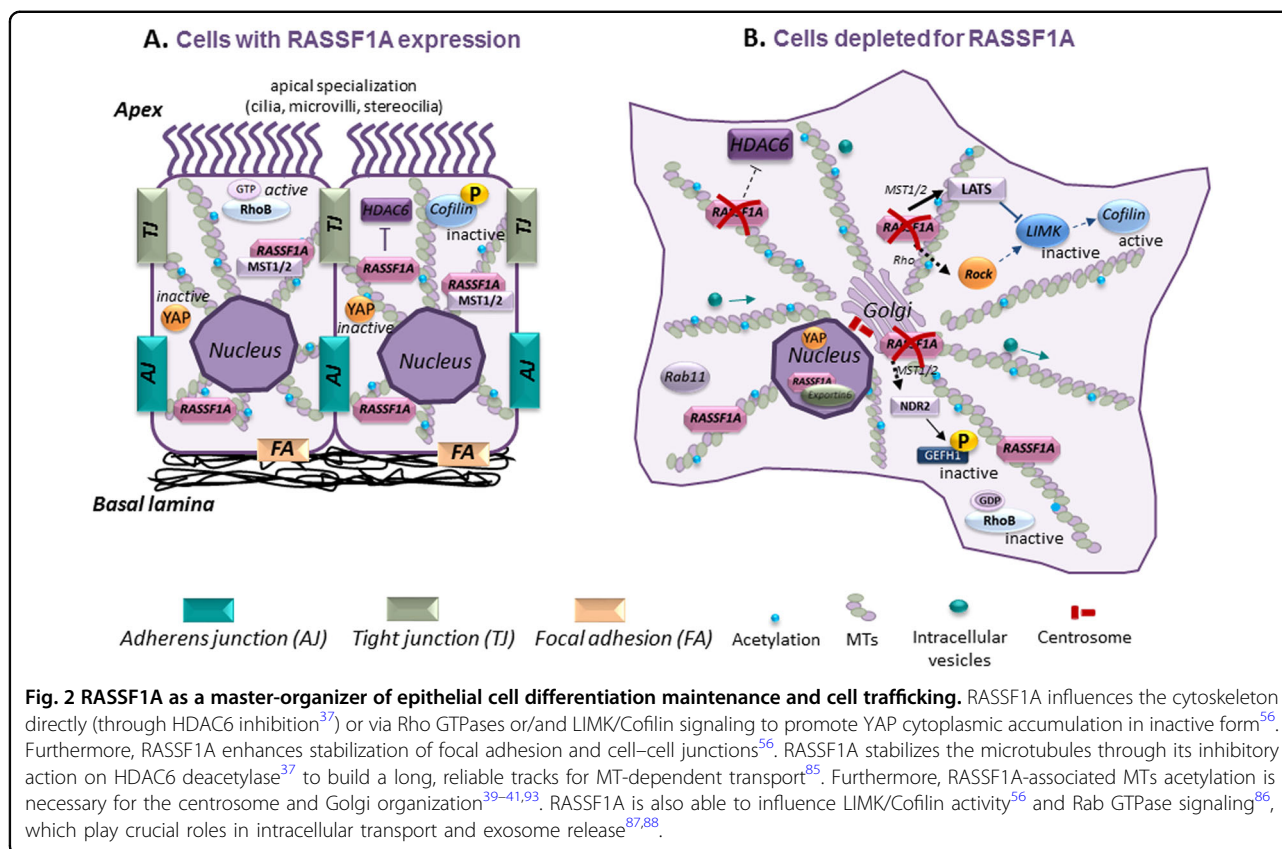 A. Cells with RASSF1A expression
apical specialization
(cilia, microvilli, stereocilia)
Apex
TJ
GTP active
RhoB
RASSF1A
MST1/2
inactive
YAP
AJ
Nucleus
RASSF1A
FA
TJ
HDAC6
P
Cofilin
inactive
RASSF1A
RASSF1A
MST1/2
YAP
inactive
AJ
Nucleus
RASSF1A
FA
TJ
AJ
Basal lamina
B. Cells depleted for RASSF1A
HDAC6
RASSF1A
MST1/2
LATS
RASSF1A
LIMK
inactive
Cofilin
active
Rho
Rock
Golgi
RASSF1A
MST1/2
YAP
Nucleus
RASSF1A
Exportin6
Rab11
RASSF1A
NDR2
P
GEFH1
inactive
RASSF1A
GDP
RhoB
inactive
Adherens junction (AJ)
Tight junction (TJ)
Focal adhesion (FA)
Acetylation
MTs
Intracellular
vesicles
Centrosome
Fig. 2 RASSF1A as a master-organizer of epithelial cell differentiation maintenance and cell trafficking. RASSF1A influences the cytoskeleton
directly (through HDAC6 inhibition37) or via Rho GTPases or/and LIMK/Cofilin signaling to promote YAP cytoplasmic accumulation in inactive form56.
Furthermore, RASSF1A enhances stabilization of focal adhesion and cell–cell junctions56. RASSF1A stabilizes the microtubules through its inhibitory
action on HDAC6 deacetylase37 to build a long, reliable tracks for MT-dependent transport85. Furthermore, RASSF1A-associated MTs acetylation is
necessary for the centrosome and Golgi organization39–41,93. RASSF1A is also able to influence LIMK/Cofilin activity56 and Rab GTPase signaling86,
which play crucial roles in intracellular transport and exosome release87,88.